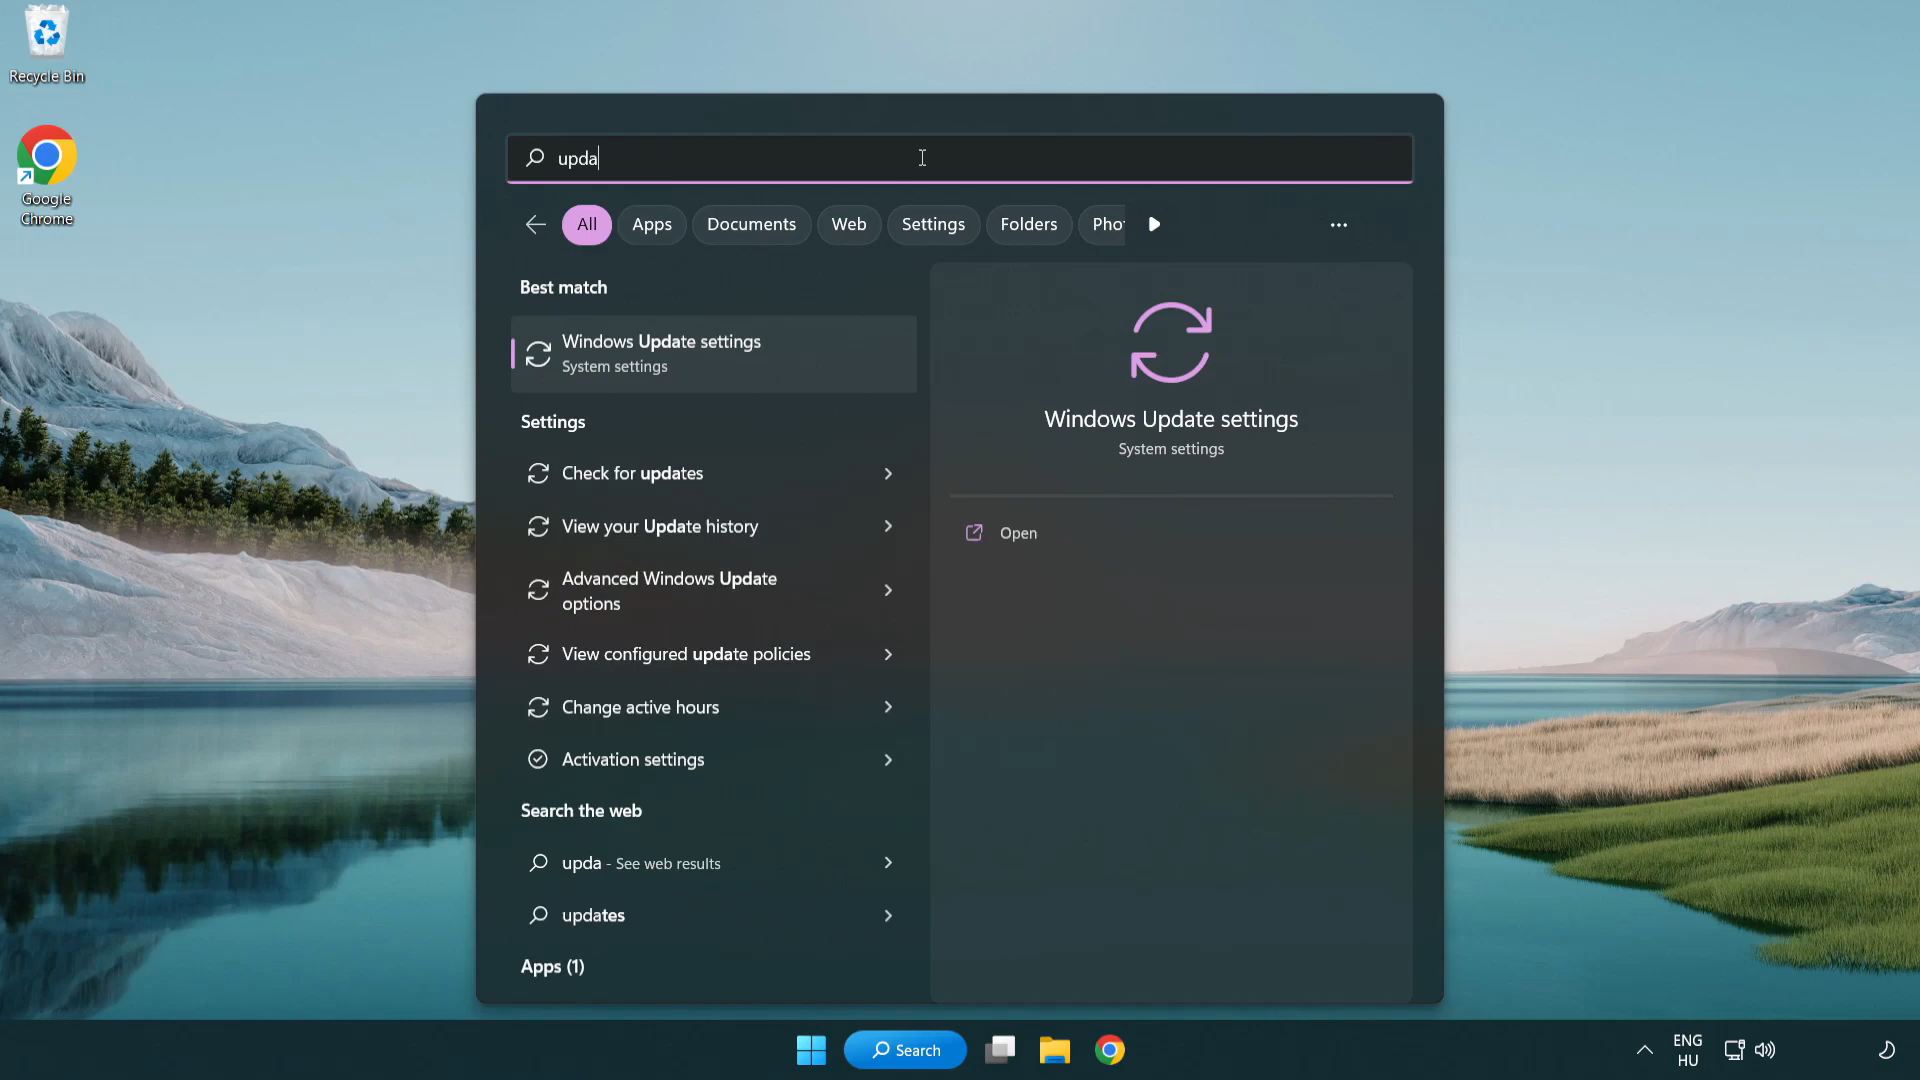 Recycle Bin
Google
Chrome
upda
All
Apps
Documents
Web
Settings
Folders
Best match
Windows Update settings
System settings
Settings
Check for updates
View your Update history
Advanced Windows Update
options
View configured update policies
Change active hours
Activation settings
Search the web
upda - See web results
updates
Apps (1)
Windows Update settings
System settings
Open
Search
ENG
HU